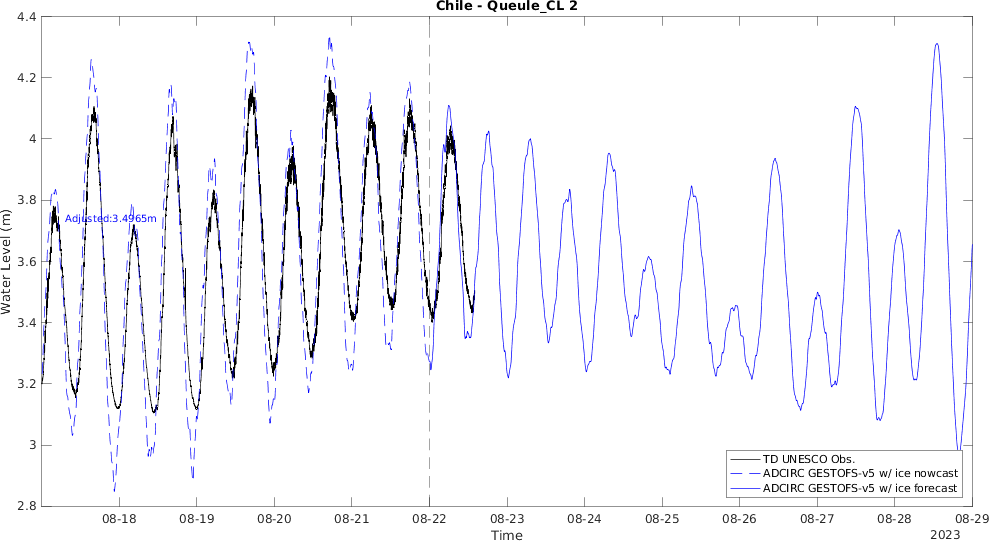 Chile - Queule_CL 2
4.4
4.2
4
3.8
3.6
3.4
3.2
3
2.8
Water Level (m)
Adjusted:3.4965m
TD UNESCO Obs.
ADCIRC GESTOFS-v5 w/ ice nowcast
ADCIRC GESTOFS-v5 w/ ice forecast
08-18 08-19 08-20 08-21 08-22 08-23 08-24 08-25 08-26 08-27 08-28 08-29
Time
2023